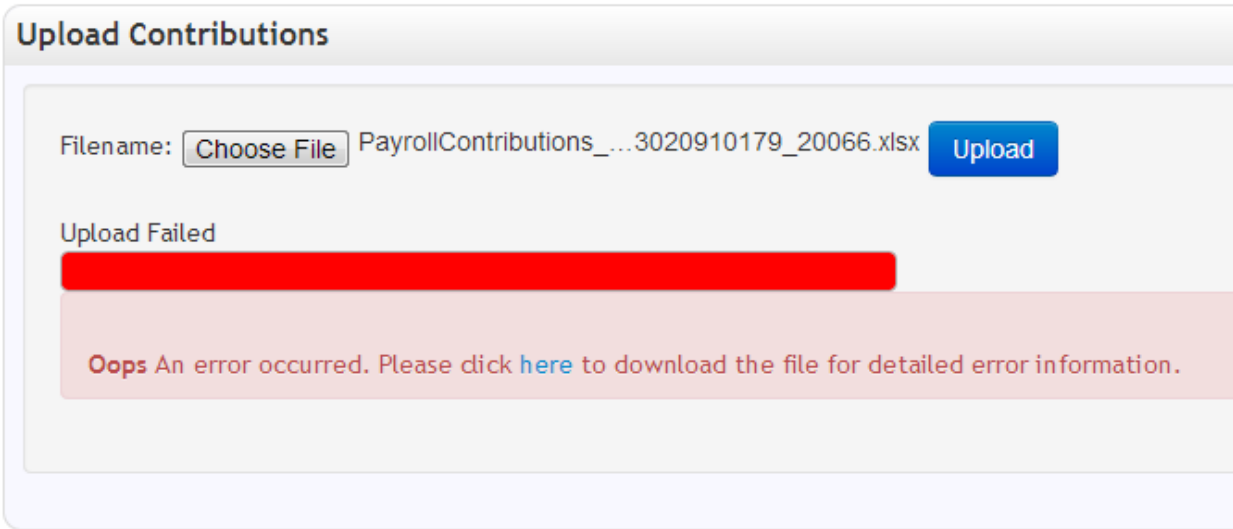 Upload Contributions
Filename: Choose File PayrollContributions_...3020910179_20066.xlsx Upload
Upload Failed
Oops An error occurred. Please click here to download the file for detailed error information.